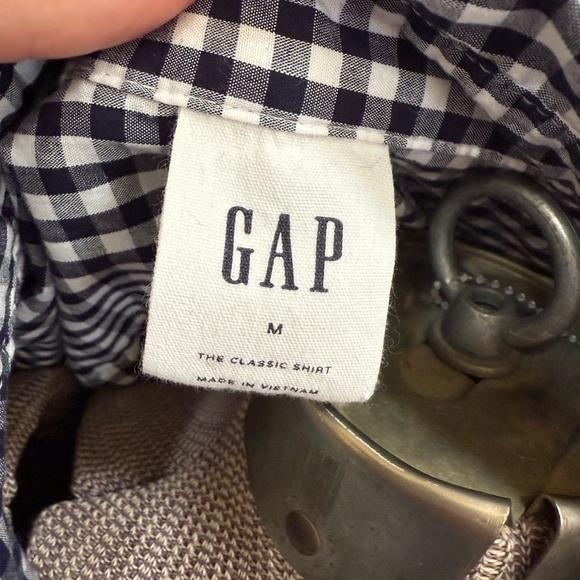 GAP
M
THE CLASSIC SHIRT
MADE IN VIETNAM